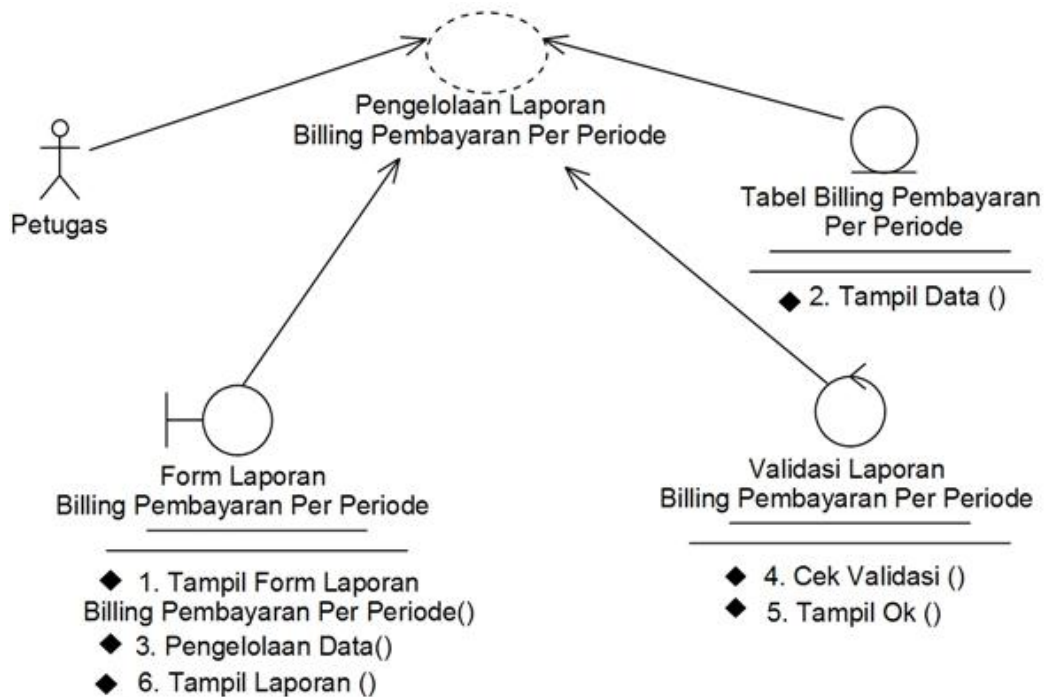 Pengelolaan Laporan
Billing Pembayaran Per Periode
Petugas
Tabel Billing Pembayaran
Per Periode
◆ 2. Tampil Data ()
Form Laporan
Billing Pembayaran Per Periode
◆ 1. Tampil Form Laporan
Billing Pembayaran Per Periode()
◆ 3. Pengelolaan Data()
◆ 6. Tampil Laporan ()
Validasi Laporan
Billing Pembayaran Per Periode
◆ 4. Cek Validasi ()
◆ 5. Tampil Ok ()